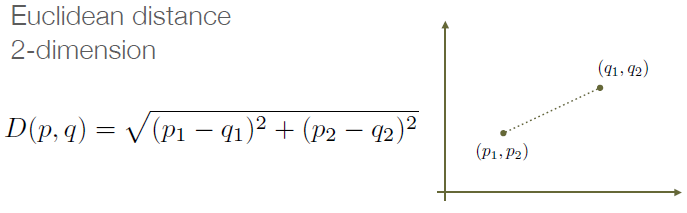 Euclidean distance
2-dimension
D(p, q) = √(p₁ − q₁)² + (p₂ − q₂)²
(q₁, q₂)
(p₁, p₂)